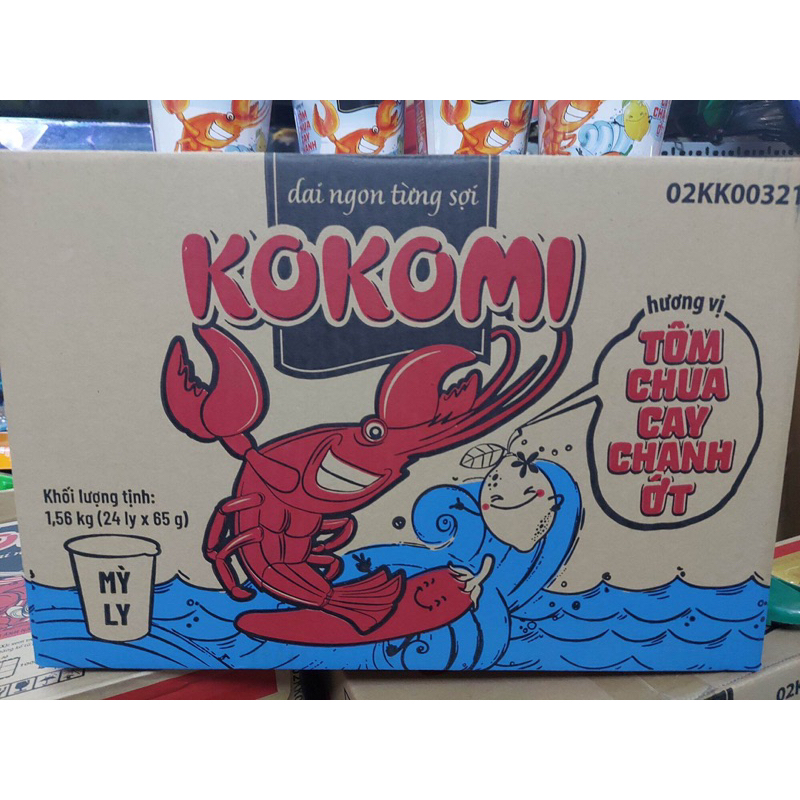 dai ngon từng sợi
02KK00321
KOKOMI
hương vị
TÔM
CHUA
CAY
CHANH
ỚT
Khối lượng tịnh:
1,56 kg (24 ly x 65 g)
MỲ
LY